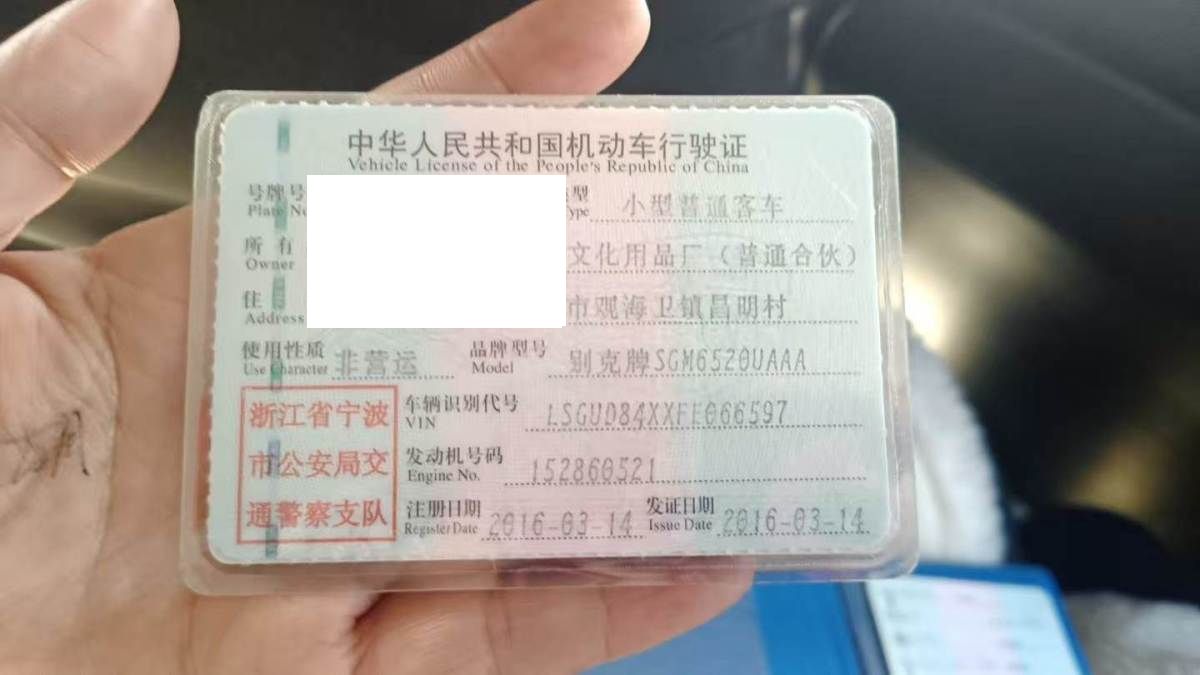 中华人民共和国机动车行驶证
Vehicle License of the People's Republic of China
号牌号 型 小型普通客车
Plate No Type
所有 文化用品厂（普通合伙）
Owner
住 市观海卫镇昌明村
Address
使用性质 非营运 品牌型号 别克牌SGM6520UAAA
Use Character Model
浙江省宁波 车辆识别代号 LSGUD84XXFE066597
VIN
市公安局交 发动机号码 152860521
Engine No.
通警察支队 注册日期 2016-03-14 发证日期 2016-03-14
Register Date Issue Date